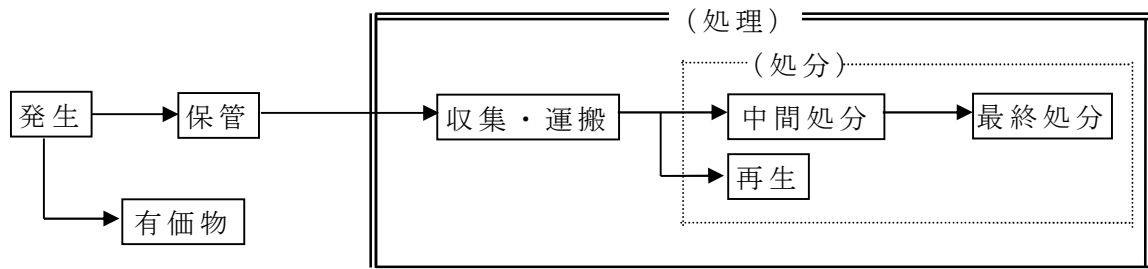 (処理)
(処分)
発生
保管
収集・運搬
中間処分
最終処分
再生
有価物